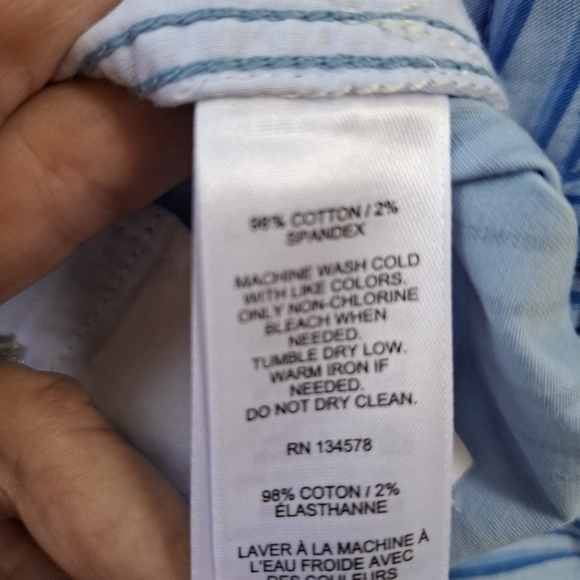 98% COTTON / 2%
SPANDEX
MACHINE WASH COLD
WITH LIKE COLORS.
ONLY NON-CHLORINE
BLEACH WHEN
NEEDED.
TUMBLE DRY LOW.
WARM IRON IF
NEEDED.
DO NOT DRY CLEAN.
RN 134578
98% COTON / 2%
ÉLASTHANNE
LAVER À LA MACHINE À
L'EAU FROIDE AVEC
DES COULEURS